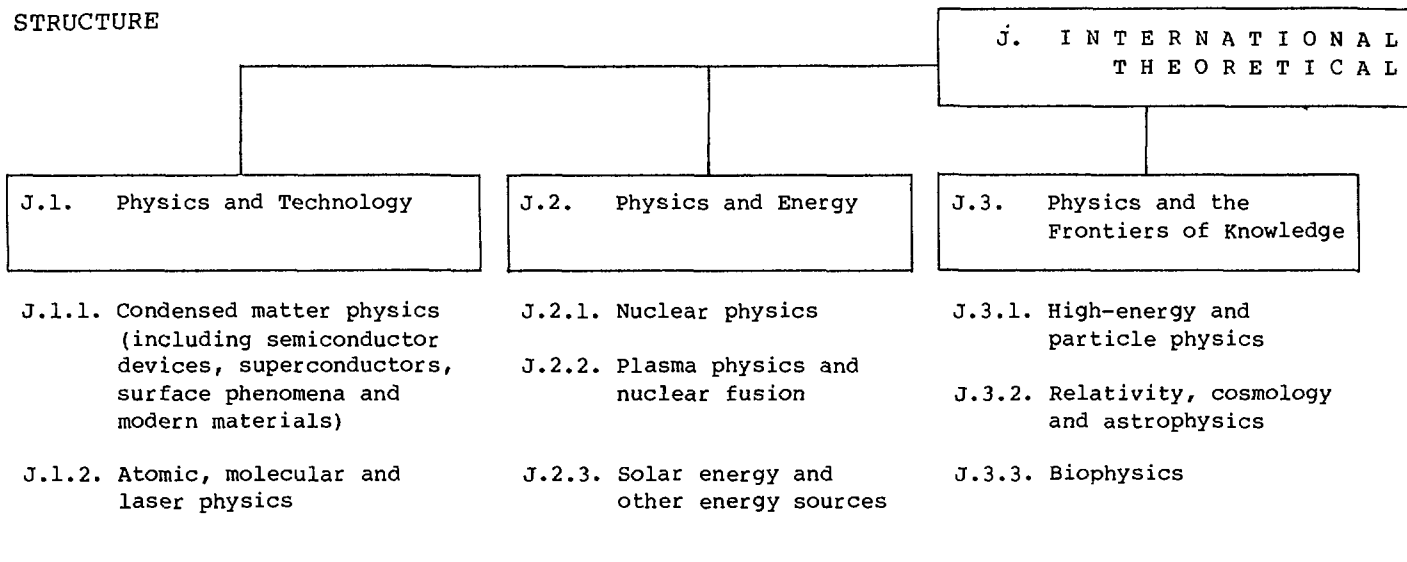 STRUCTURE
J. INTERNATIONAL
THEORETICAL
J.1. Physics and Technology
J.2. Physics and Energy
J.3. Physics and the
Frontiers of Knowledge
J.1.1. Condensed matter physics
(including semiconductor
devices, superconductors,
surface phenomena and
modern materials)
J.1.2. Atomic, molecular and
laser physics
J.2.1. Nuclear physics
J.2.2. Plasma physics and
nuclear fusion
J.2.3. Solar energy and
other energy sources
J.3.1. High-energy and
particle physics
J.3.2. Relativity, cosmology
and astrophysics
J.3.3. Biophysics